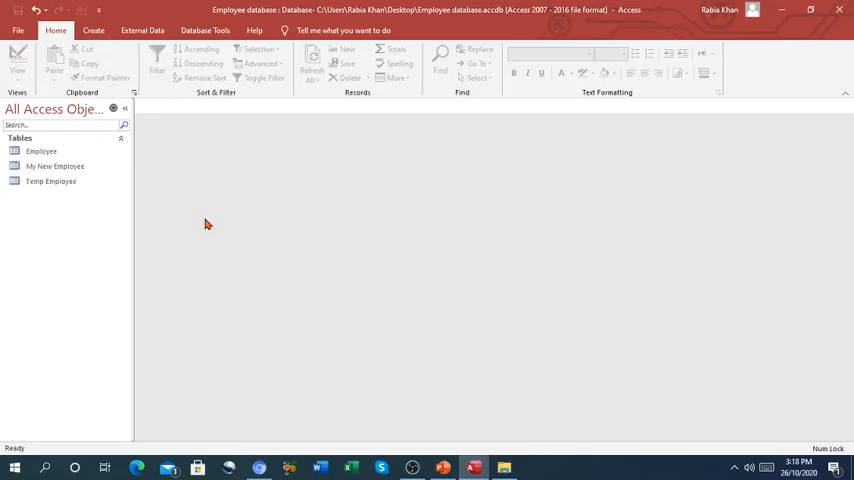 Employee database : Database- C:\Users\Rabia Khan\Desktop\Employee database.accdb (Access 2007 - 2016 file format) - Access
Rabia Khan
File Home Create External Data Database Tools Help Tell me what you want to do
View
Views
Paste
Cut
Copy
Format Painter
Clipboard
Filter
Ascending
Descending
Remove Sort
Selection
Advanced
Toggle Filter
Sort & Filter
Refresh
All
New
Save
Delete
Totals
Spelling
More
Records
Find
Replace
Go To
Select
Find
B I U A
Text Formatting
All Access Obje...
Search...
Tables
Employee
My New Employee
Temp Employee
Ready
Num Lock
3:18 PM
26/10/2020